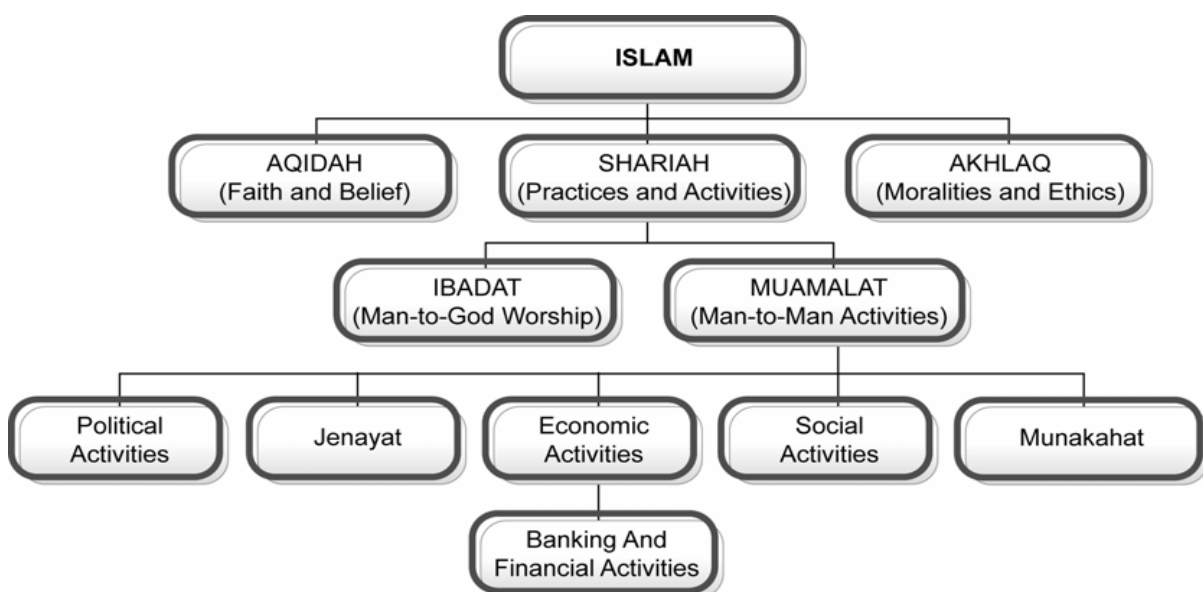 ISLAM
AQIDAH
(Faith and Belief)
SHARIAH
(Practices and Activities)
AKHLAQ
(Moralities and Ethics)
IBADAT
(Man-to-God Worship)
MUAMALAT
(Man-to-Man Activities)
Political
Activities
Jenayat
Economic
Activities
Social
Activities
Munakahat
Banking And
Financial Activities